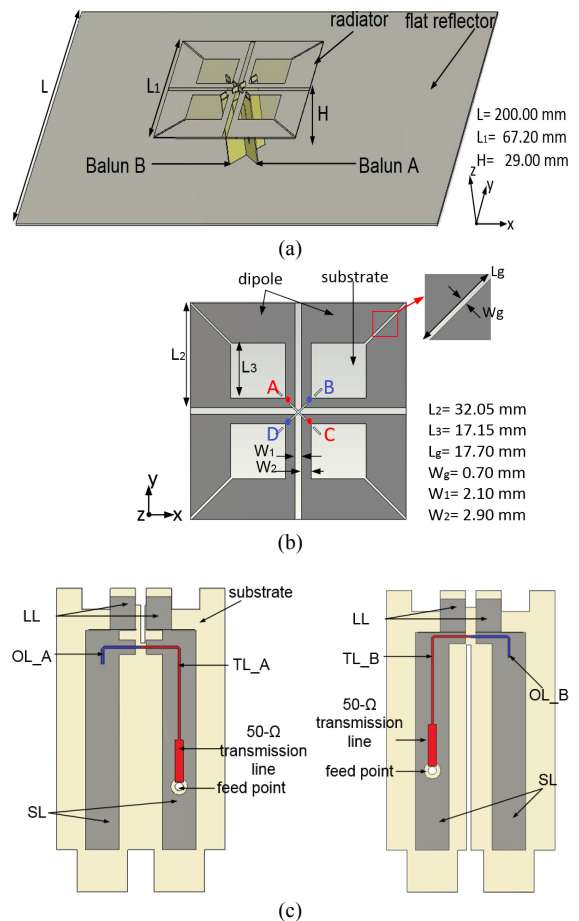 radiator
flat reflector
L
L1
H
L= 200.00 mm
L1= 67.20 mm
H= 29.00 mm
Balun B
Balun A
z
y
x
(a)
dipole
substrate
Lg
Wg
L2
L3
A
B
D
C
W1
W2
L2= 32.05 mm
L3= 17.15 mm
Lg= 17.70 mm
Wg= 0.70 mm
W1= 2.10 mm
W2= 2.90 mm
y
z
x
(b)
LL
substrate
OL_A
TL_A
50-Ω
transmission
line
feed point
SL
LL
TL_B
OL_B
50-Ω
transmission
line
feed point
SL
(c)